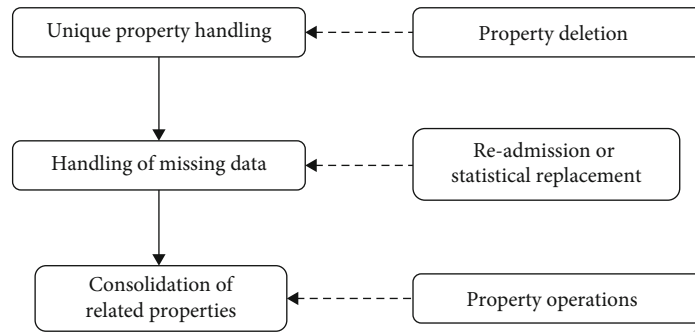 Unique property handling
Property deletion
Handling of missing data
Re-admission or
statistical replacement
Consolidation of
related properties
Property operations